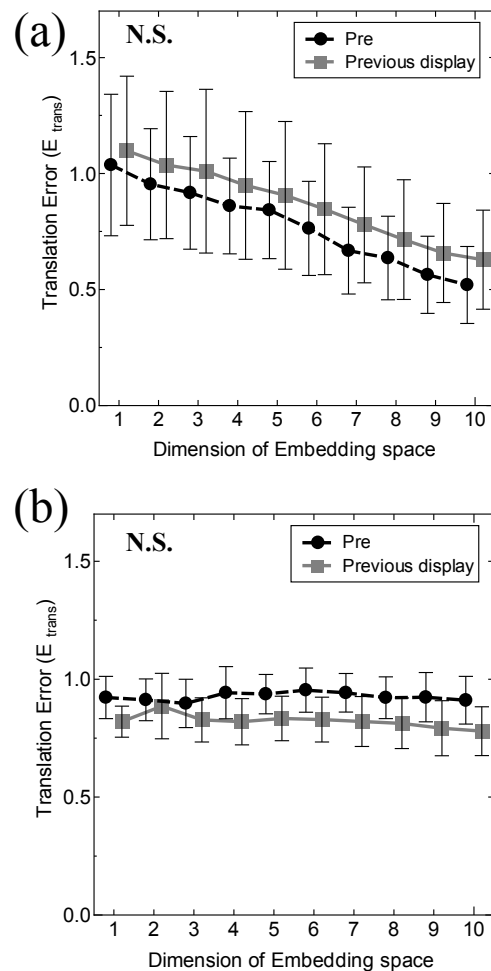 (a)
N.S.
Pre
Previous display
Translation Error (E trans)
1.5
1.0
0.5
0.0
1 2 3 4 5 6 7 8 9 10
Dimension of Embedding space
(b)
N.S.
Pre
Previous display
Translation Error (E trans)
1.5
1.0
0.5
0.0
1 2 3 4 5 6 7 8 9 10
Dimension of Embedding space